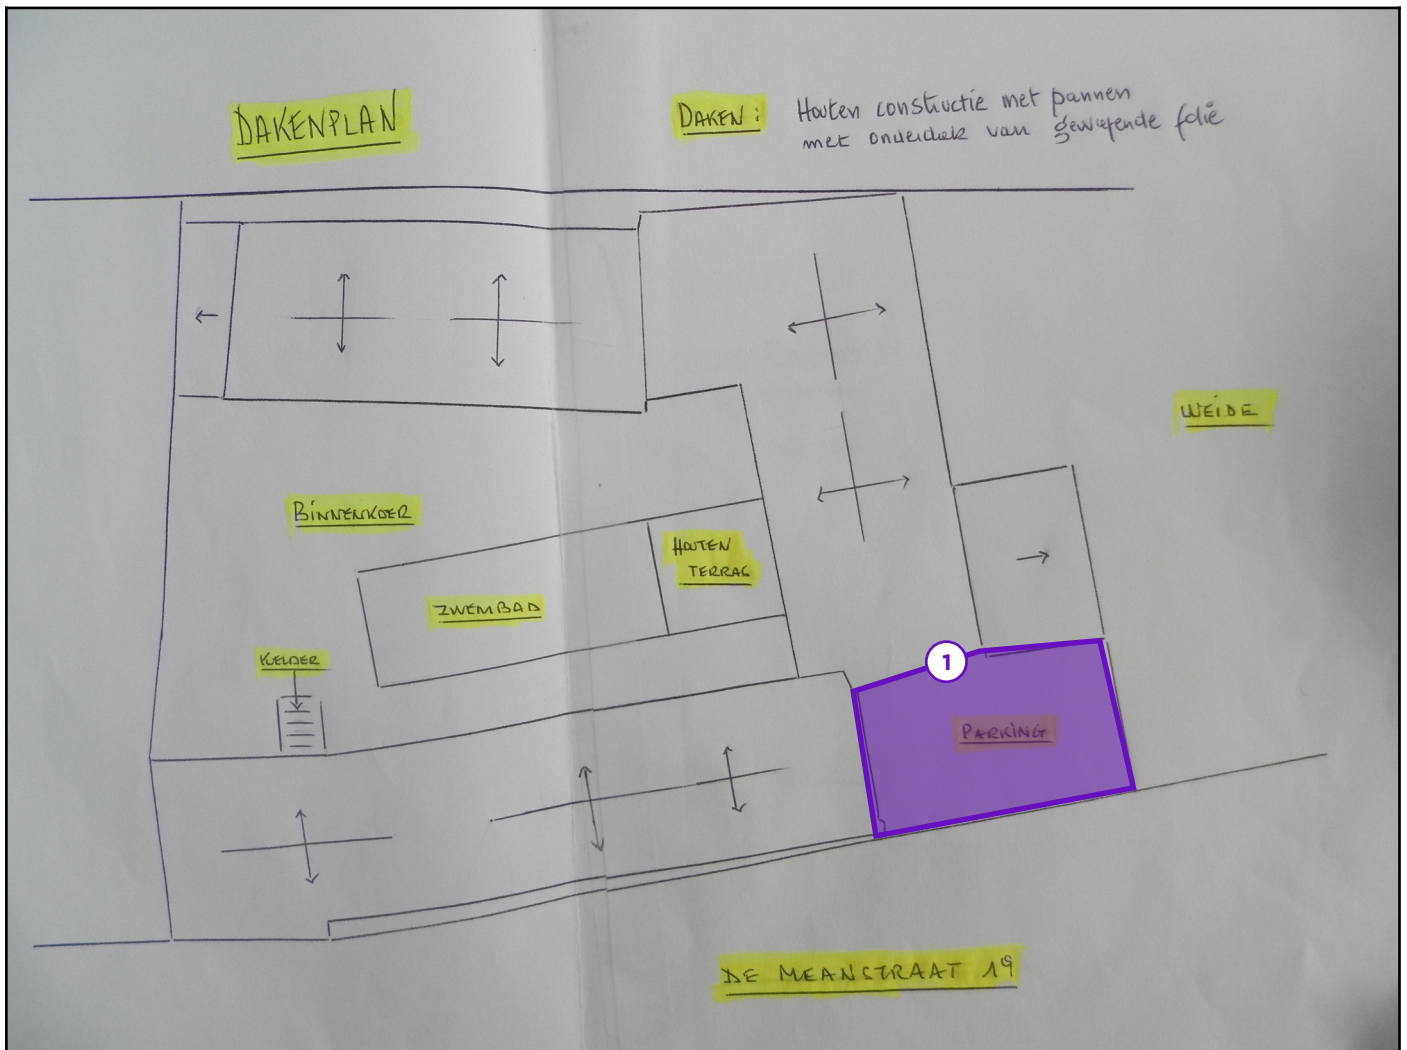 DAKENPLAN
DAKEN: Houten constructie met pannen
met onderdak van gewapende folie
WEIDE
BINNENKOER
HOUTEN
TERRAS
ZWEMBAD
KELDER
1
PARKING
DE MEANSTRAAT 19